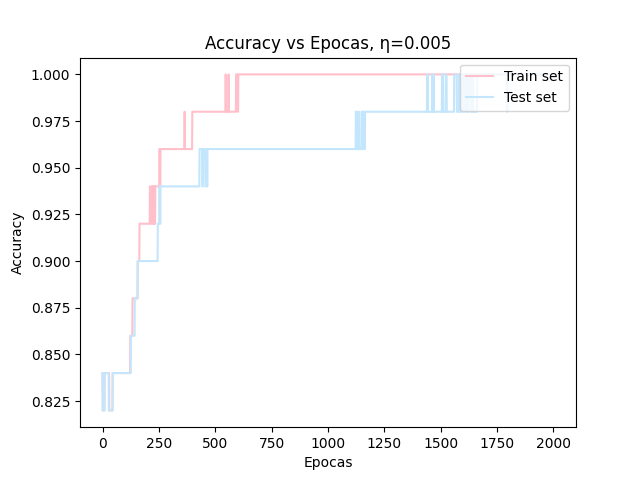 Accuracy vs Epocas, η=0.005
1.000
0.975
0.950
0.925
0.900
0.875
0.850
0.825
Accuracy
Train set
Test set
0 250 500 750 1000 1250 1500 1750 2000
Epocas